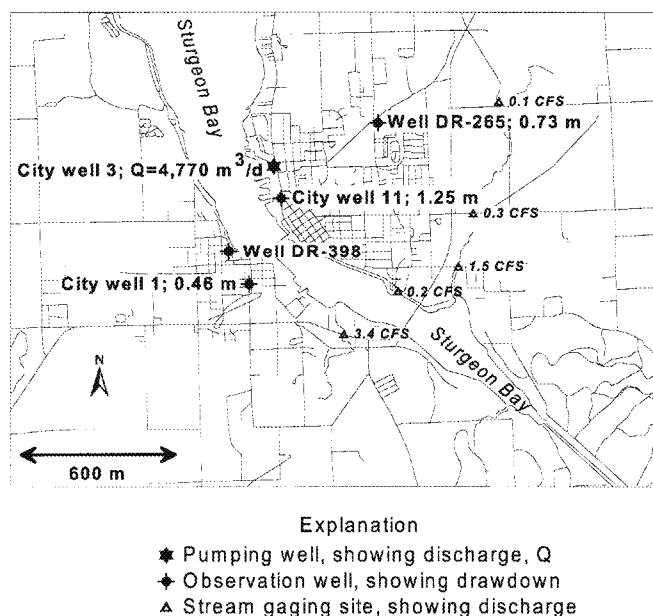 Sturgeon Bay
0.1 CFS
Well DR-265; 0.73 m
City well 3; Q=4,770 m³/d
City well 11; 1.25 m
0.3 CFS
Well DR-398
1.5 CFS
City well 1; 0.46 m
0.2 CFS
3.4 CFS
Sturgeon Bay
N
600 m
Explanation
Pumping well, showing discharge, Q
Observation well, showing drawdown
Stream gaging site, showing discharge